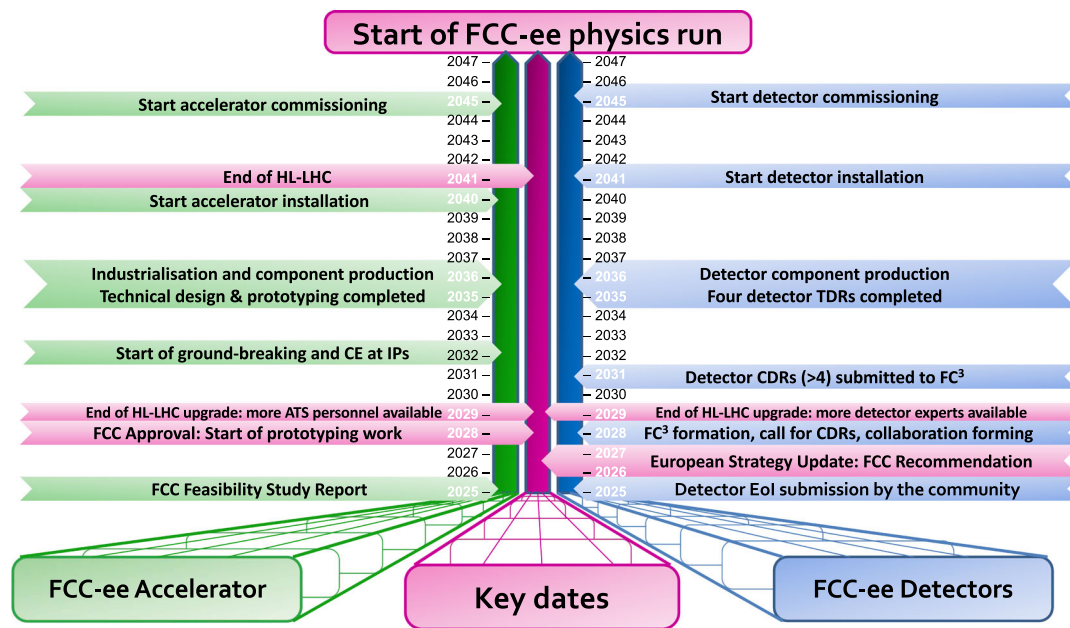 Start of FCC-ee physics run
2047 2047
2046 2046
Start accelerator commissioning 2045 2045 Start detector commissioning
2044 2044
2043 2043
2042 2042
End of HL-LHC 2041 2041 Start detector installation
Start accelerator installation 2040 2040
2039 2039
2038 2038
2037 2037
Industrialisation and component production 2036 2036 Detector component production
Technical design & prototyping completed 2035 2035 Four detector TDRs completed
2034 2034
2033 2033
Start of ground-breaking and CE at IPs 2032 2032
2031 2031 Detector CDRs (>4) submitted to FC³
2030 2030
End of HL-LHC upgrade: more ATS personnel available 2029 2029 End of HL-LHC upgrade: more detector experts available
FCC Approval: Start of prototyping work 2028 2028 FC³ formation, call for CDRs, collaboration forming
2027 2027 European Strategy Update: FCC Recommendation
2026 2026
FCC Feasibility Study Report 2025 2025 Detector EoI submission by the community
FCC-ee Accelerator
Key dates
FCC-ee Detectors